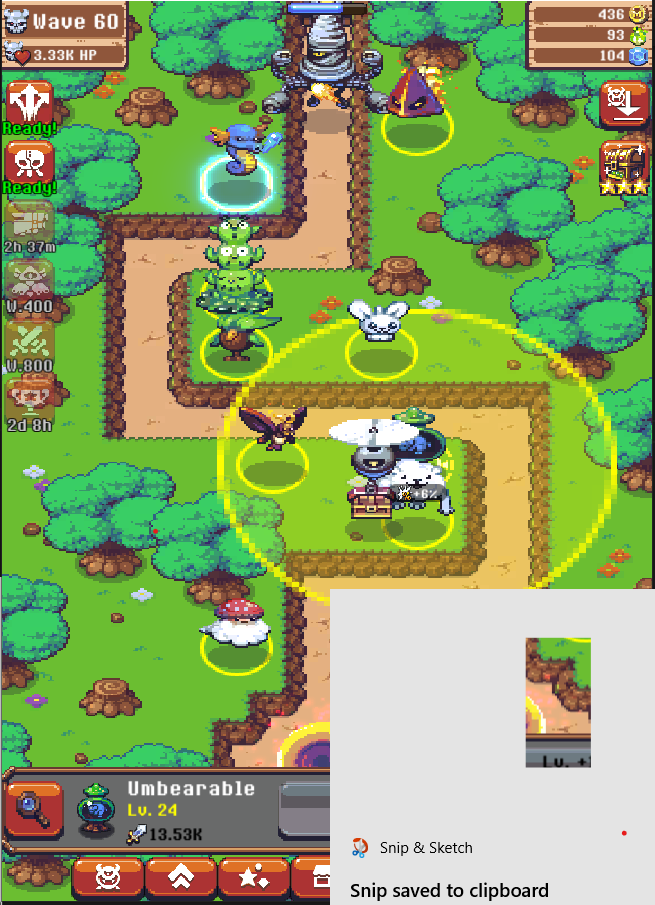 Wave 60
3.33K HP
436
93
104
Ready!
Ready!
2h 37m
W.400
W.800
2d 8h
+6%
Umbearable
Lv. 24
13.53K
Lv. +
Snip & Sketch
Snip saved to clipboard